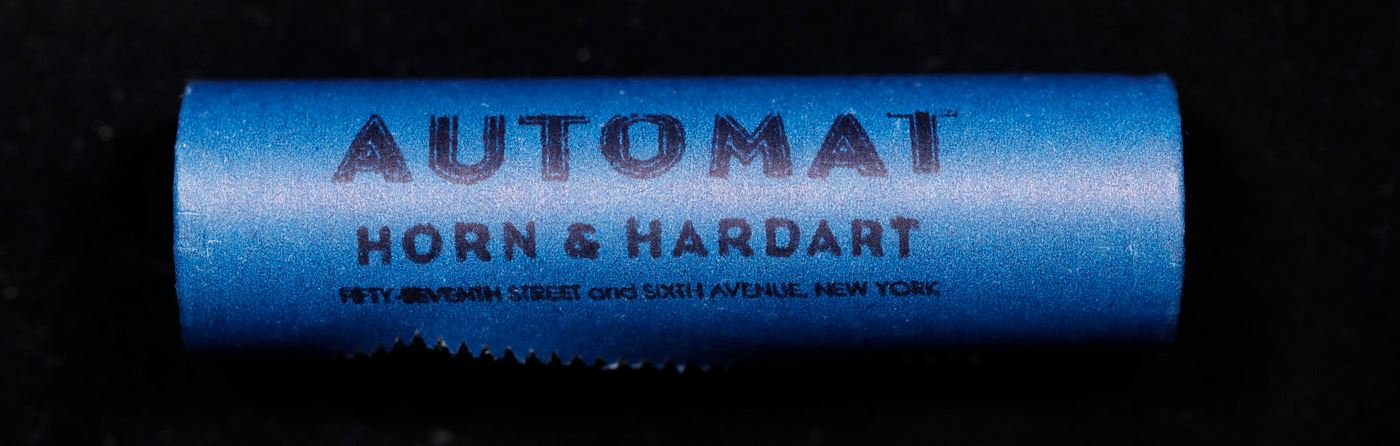 AUTOMAT
HORN & HARDART
FIFTY-SEVENTH STREET and SIXTH AVENUE, NEW YORK